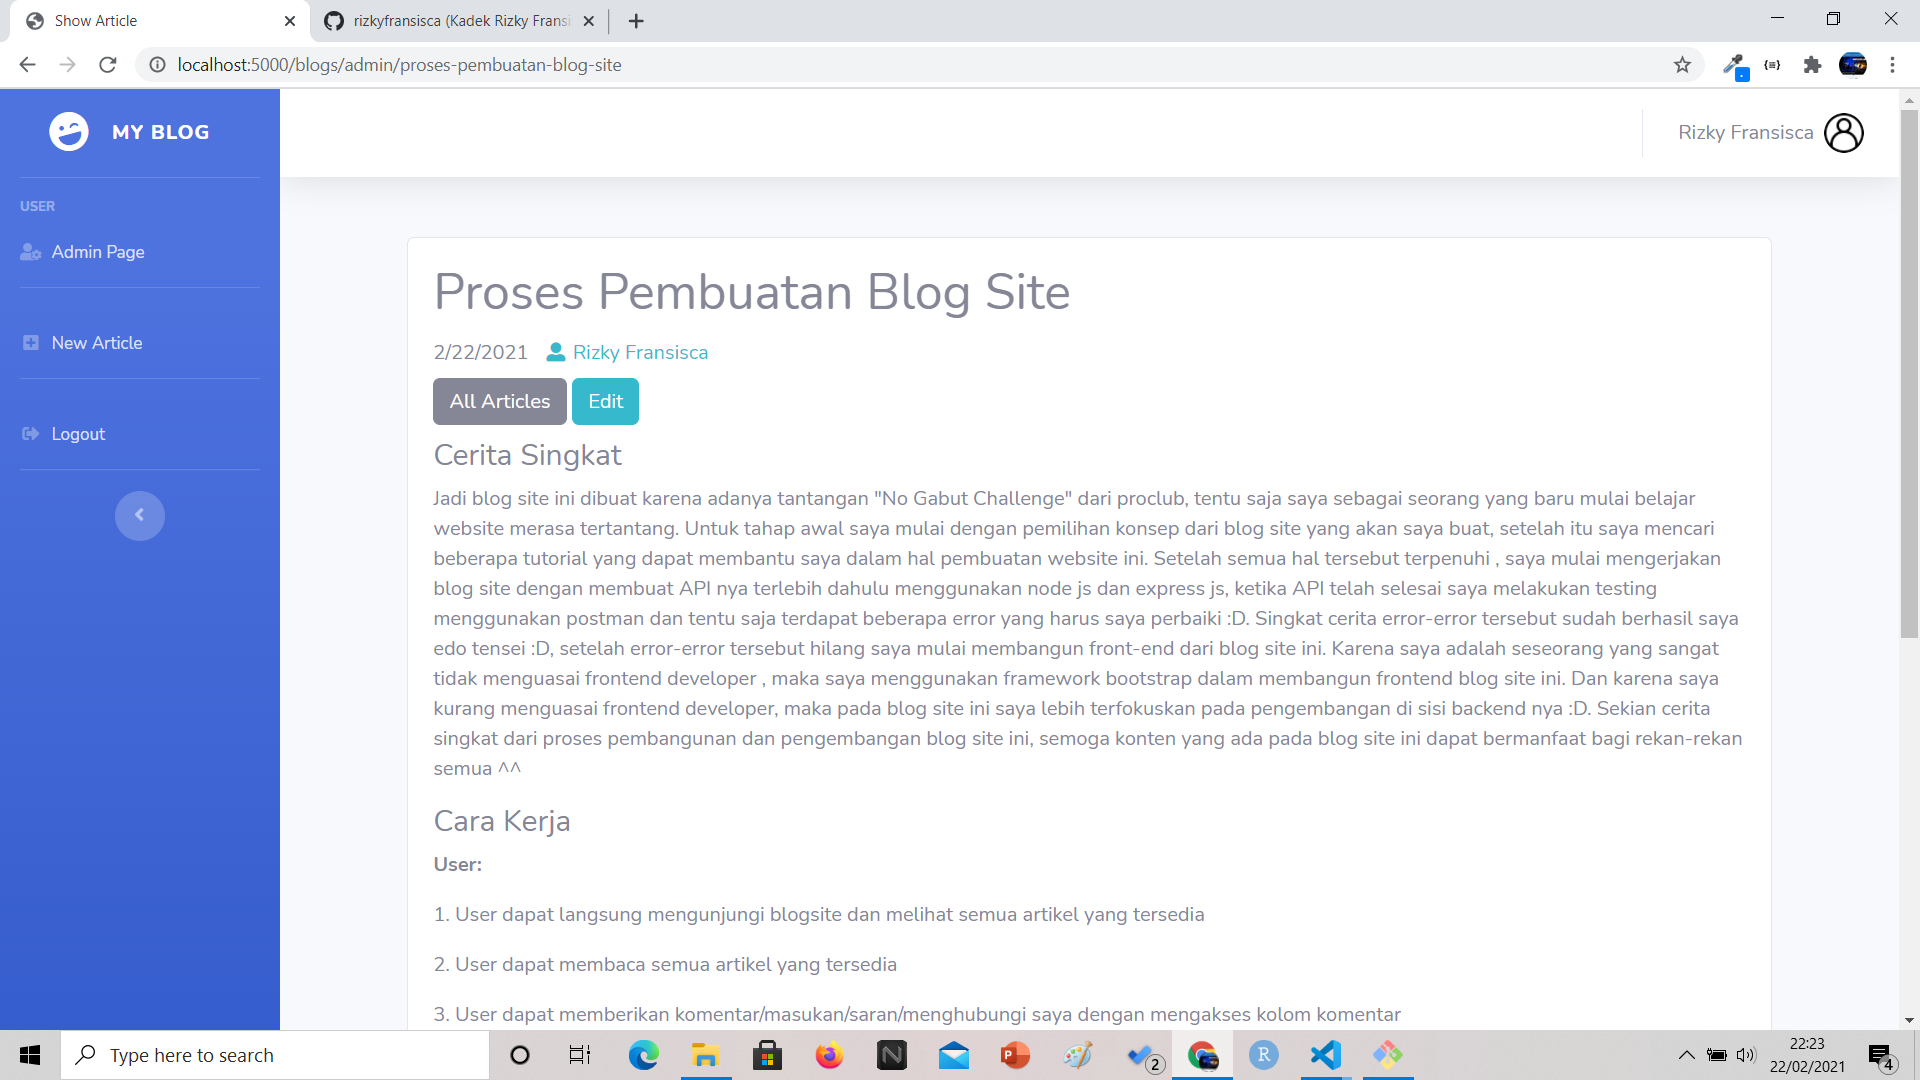 Show Article
rizkyfransisca (Kadek Rizky Fransi
localhost:5000/blogs/admin/proses-pembuatan-blog-site
MY BLOG
Rizky Fransisca
USER
Admin Page
New Article
Logout
Proses Pembuatan Blog Site
2/22/2021 Rizky Fransisca
All Articles Edit
Cerita Singkat
Jadi blog site ini dibuat karena adanya tantangan "No Gabut Challenge" dari proclub, tentu saja saya sebagai seorang yang baru mulai belajar
website merasa tertantang. Untuk tahap awal saya mulai dengan pemilihan konsep dari blog site yang akan saya buat, setelah itu saya mencari
beberapa tutorial yang dapat membantu saya dalam hal pembuatan website ini. Setelah semua hal tersebut terpenuhi , saya mulai mengerjakan
blog site dengan membuat API nya terlebih dahulu menggunakan node js dan express js, ketika API telah selesai saya melakukan testing
menggunakan postman dan tentu saja terdapat beberapa error yang harus saya perbaiki :D. Singkat cerita error-error tersebut sudah berhasil saya
edo tensei :D, setelah error-error tersebut hilang saya mulai membangun front-end dari blog site ini. Karena saya adalah seseorang yang sangat
tidak menguasai frontend developer , maka saya menggunakan framework bootstrap dalam membangun frontend blog site ini. Dan karena saya
kurang menguasai frontend developer, maka pada blog site ini saya lebih terfokuskan pada pengembangan di sisi backend nya :D. Sekian cerita
singkat dari proses pembangunan dan pengembangan blog site ini, semoga konten yang ada pada blog site ini dapat bermanfaat bagi rekan-rekan
semua ^^
Cara Kerja
User:
1. User dapat langsung mengunjungi blogsite dan melihat semua artikel yang tersedia
2. User dapat membaca semua artikel yang tersedia
3. User dapat memberikan komentar/masukan/saran/menghubungi saya dengan mengakses kolom komentar
Type here to search
2
22:23
22/02/2021
4